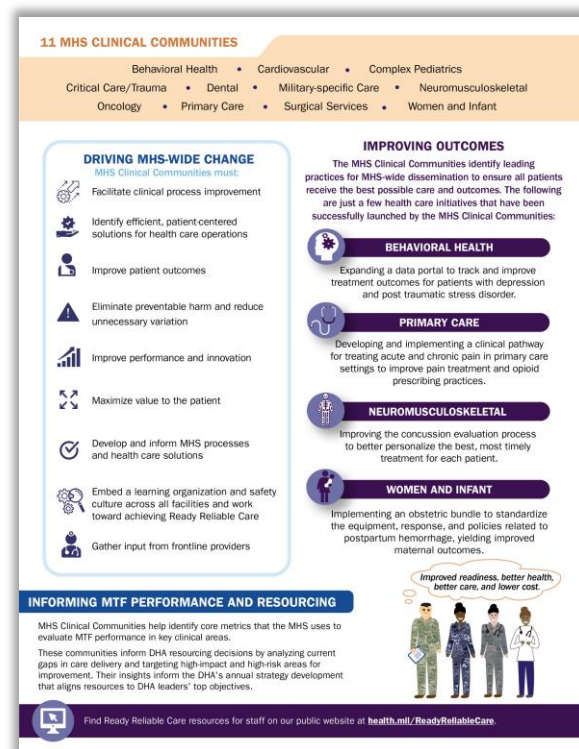 11 MHS CLINICAL COMMUNITIES
Behavioral Health • Cardiovascular • Complex Pediatrics
Critical Care/Trauma • Dental • Military-specific Care • Neuromusculoskeletal
Oncology • Primary Care • Surgical Services • Women and Infant
DRIVING MHS-WIDE CHANGE
MHS Clinical Communities must:
Facilitate clinical process improvement
Identify efficient, patient-centered
solutions for health care operations
Improve patient outcomes
Eliminate preventable harm and reduce
unnecessary variation
Improve performance and innovation
Maximize value to the patient
Develop and inform MHS processes
and health care solutions
Embed a learning organization and safety
culture across all facilities and work
toward achieving Ready Reliable Care
Gather input from frontline providers
IMPROVING OUTCOMES
The MHS Clinical Communities identify leading
practices for MHS-wide dissemination to ensure all patients
receive the best possible care and outcomes. The following
are just a few health care initiatives that have been
successfully launched by the MHS Clinical Communities:
BEHAVIORAL HEALTH
Expanding a data portal to track and improve
treatment outcomes for patients with depression
and post traumatic stress disorder.
PRIMARY CARE
Developing and implementing a clinical pathway
for treating acute and chronic pain in primary care
settings to improve pain treatment and opioid
prescribing practices.
NEUROMUSCULOSKELETAL
Improving the concussion evaluation process
to better personalize the best, most timely
treatment for each patient.
WOMEN AND INFANT
Implementing an obstetric bundle to standardize
the equipment, response, and policies related to
postpartum hemorrhage, yielding improved
maternal outcomes.
Improved readiness, better health,
better care, and lower cost.
INFORMING MTF PERFORMANCE AND RESOURCING
MHS Clinical Communities help identify core metrics that the MHS uses to
evaluate MTF performance in key clinical areas.
These communities inform DHA resourcing decisions by analyzing current
gaps in care delivery and targeting high-impact and high-risk areas for
improvement. Their insights inform the DHA's annual strategy development
that aligns resources to DHA leaders' top objectives.
Find Ready Reliable Care resources for staff on our public website at health.mil/ReadyReliableCare.